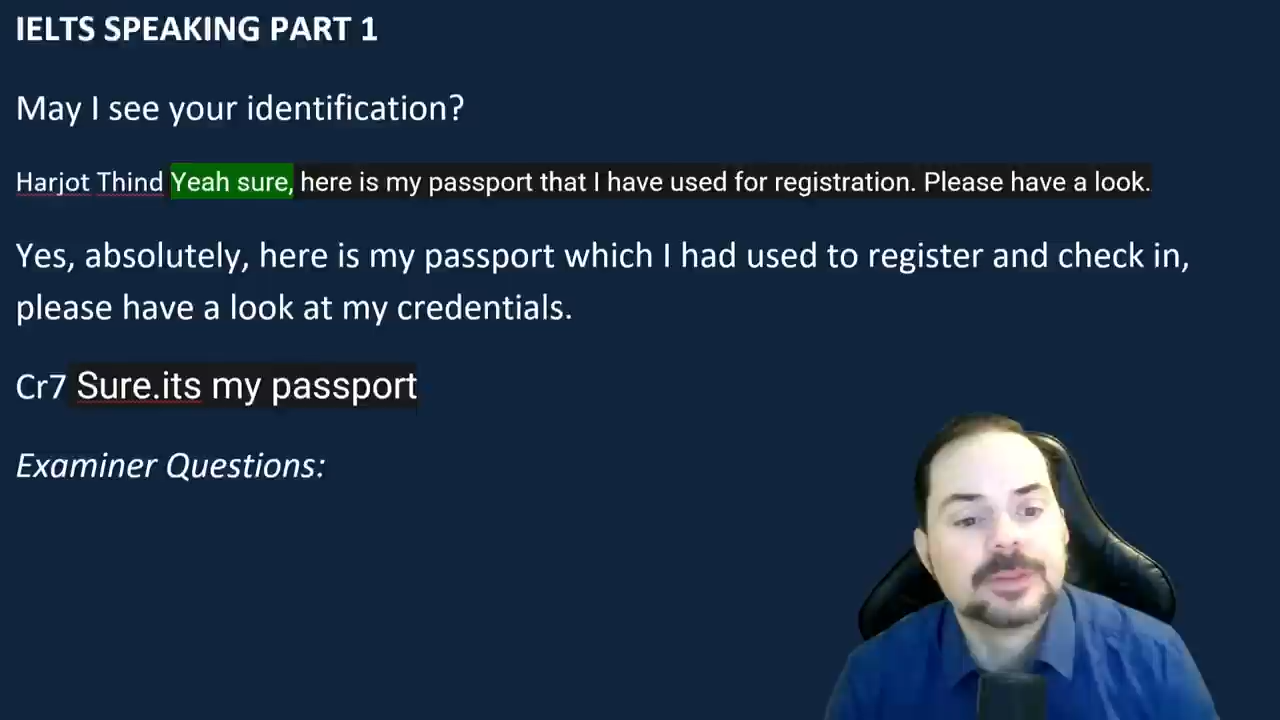 IELTS SPEAKING PART 1
May I see your identification?
Harjot Thind Yeah sure, here is my passport that I have used for registration. Please have a look.
Yes, absolutely, here is my passport which I had used to register and check in,
please have a look at my credentials.
Cr7 Sure.its my passport
Examiner Questions: